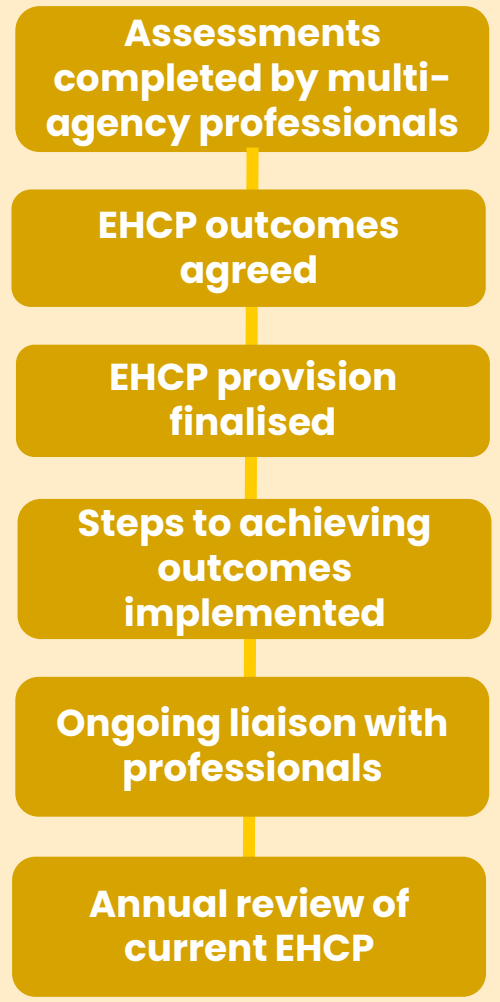 Assessments
completed by multi-
agency professionals
EHCP outcomes
agreed
EHCP provision
finalised
Steps to achieving
outcomes
implemented
Ongoing liaison with
professionals
Annual review of
current EHCP